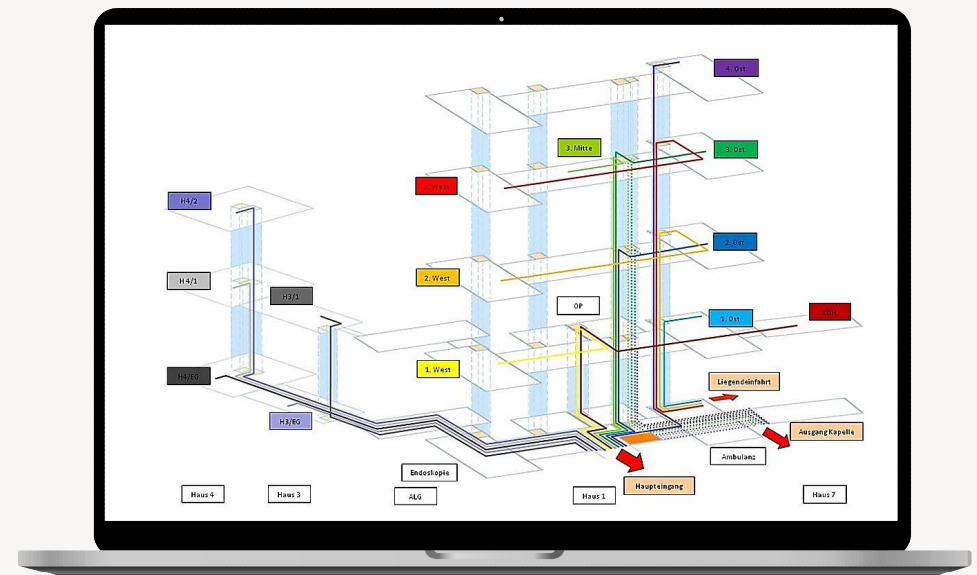 4. Ost
3. Mitte
3. Ost
3. West
H4/2
2. Ost
2. West
H4/1
H3/1
OP
1. Ost
1. West
H4/EG
Liegendeinfahrt
H3/EG
Ausgang Kapelle
Ambulanz
Endoskopie
Haupteingang
Haus 4
Haus 3
ALG
Haus 1
Haus 7